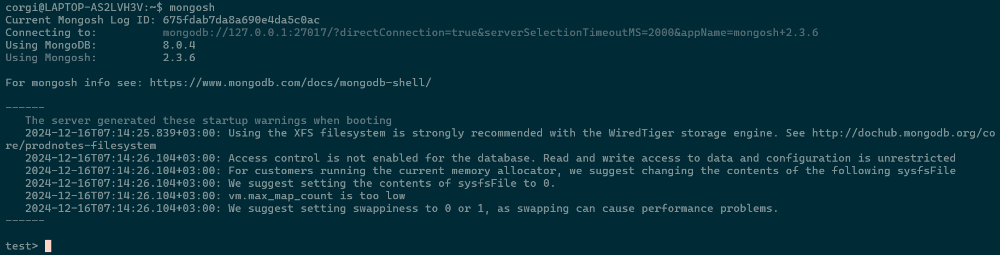 corgi@LAPTOP-AS2LVH3V:~$ mongosh
Current Mongosh Log ID: 675fdab7da8a690e4da5c0ac
Connecting to:          mongodb://127.0.0.1:27017/?directConnection=true&serverSelectionTimeoutMS=2000&appName=mongosh+2.3.6
Using MongoDB:          8.0.4
Using Mongosh:          2.3.6
For mongosh info see: https://www.mongodb.com/docs/mongodb-shell/
------
   The server generated these startup warnings when booting
   2024-12-16T07:14:25.839+03:00: Using the XFS filesystem is strongly recommended with the WiredTiger storage engine. See http://dochub.mongodb.org/co
re/prodnotes-filesystem
   2024-12-16T07:14:26.104+03:00: Access control is not enabled for the database. Read and write access to data and configuration is unrestricted
   2024-12-16T07:14:26.104+03:00: For customers running the current memory allocator, we suggest changing the contents of the following sysfsFile
   2024-12-16T07:14:26.104+03:00: We suggest setting the contents of sysfsFile to 0.
   2024-12-16T07:14:26.104+03:00: vm.max_map_count is too low
   2024-12-16T07:14:26.104+03:00: We suggest setting swappiness to 0 or 1, as swapping can cause performance problems.
------
test>